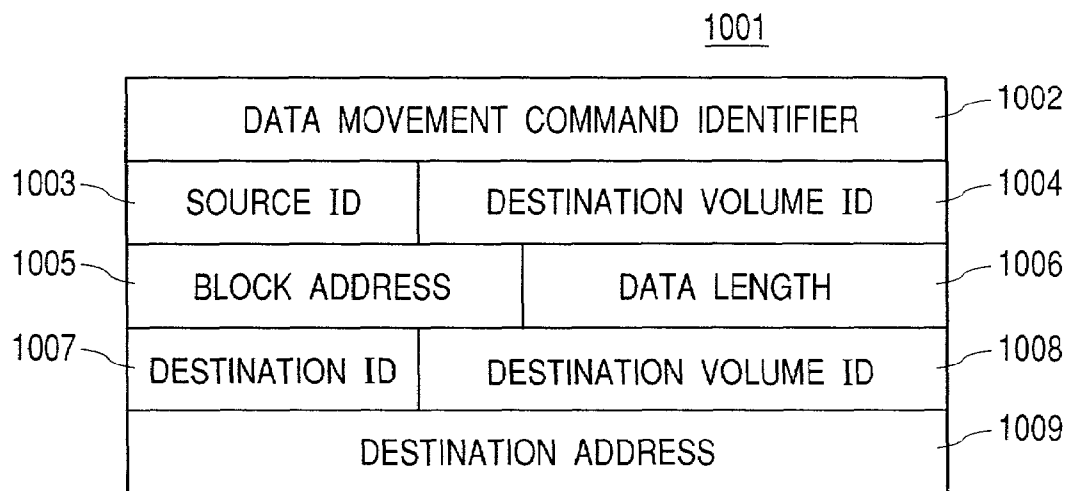 1001
DATA MOVEMENT COMMAND IDENTIFIER
1002
1003
SOURCE ID
DESTINATION VOLUME ID
1004
1005
BLOCK ADDRESS
DATA LENGTH
1006
1007
DESTINATION ID
DESTINATION VOLUME ID
1008
DESTINATION ADDRESS
1009